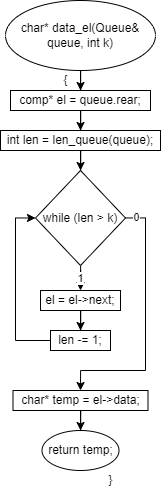 char* data_el(Queue&
queue, int k)
{
comp* el = queue.rear;
int len = len_queue(queue);
while (len > k)
0
1
el = el->next;
len -= 1;
char* temp = el->data;
return temp;
}